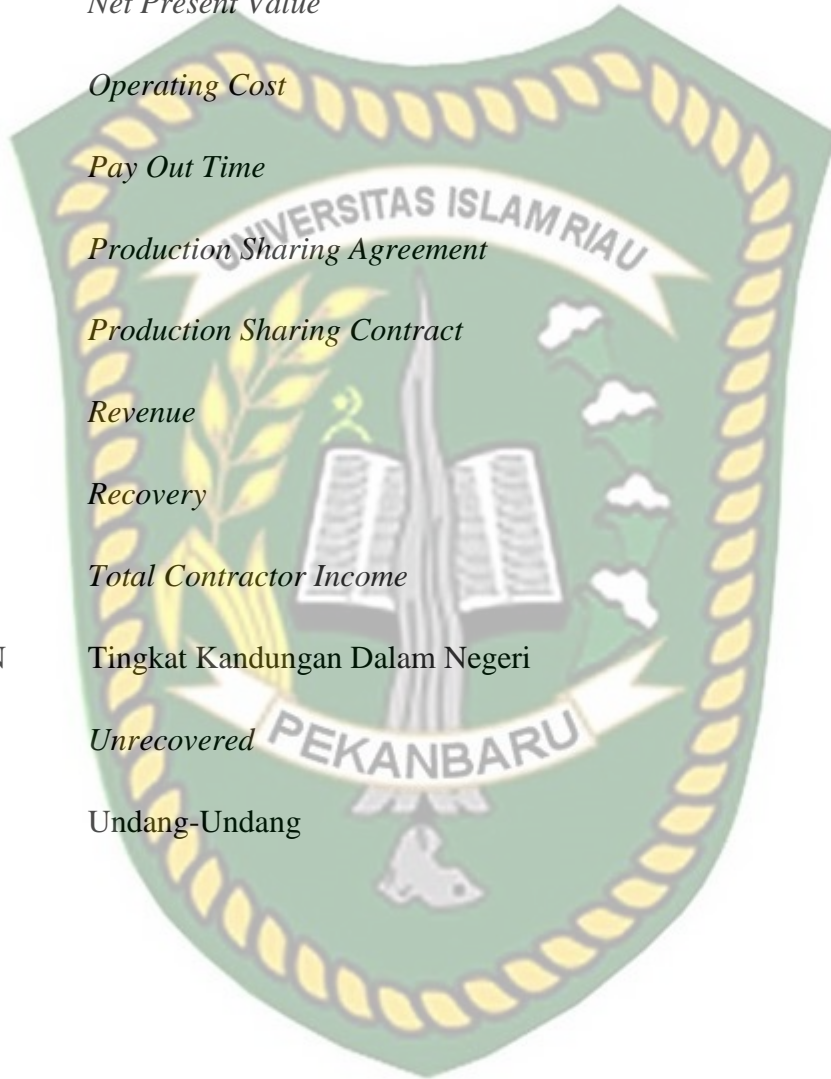 Net Present Value
Operating Cost
Pay Out Time
UNIVERSITAS ISLAM RIAU
Production Sharing Agreement
Production Sharing Contract
Revenue
Recovery
Total Contractor Income
N Tingkat Kandungan Dalam Negeri
Unrecovered
PEKANBARU
Undang-Undang